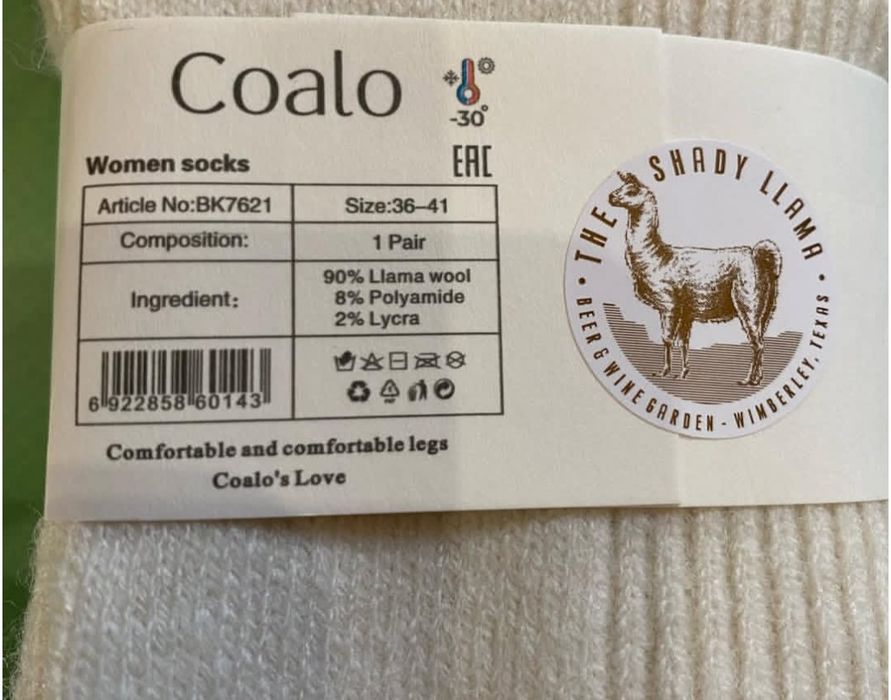 Coalo
-30°
Women socks
EAC
Article No:BK7621
Size:36–41
Composition:
1 Pair
Ingredient:
90% Llama wool
8% Polyamide
2% Lycra
6 922858 60143
Comfortable and comfortable legs
Coalo's Love
THE SHADY LLAMA
BEER & WINE GARDEN - WIMBERLEY, TEXAS